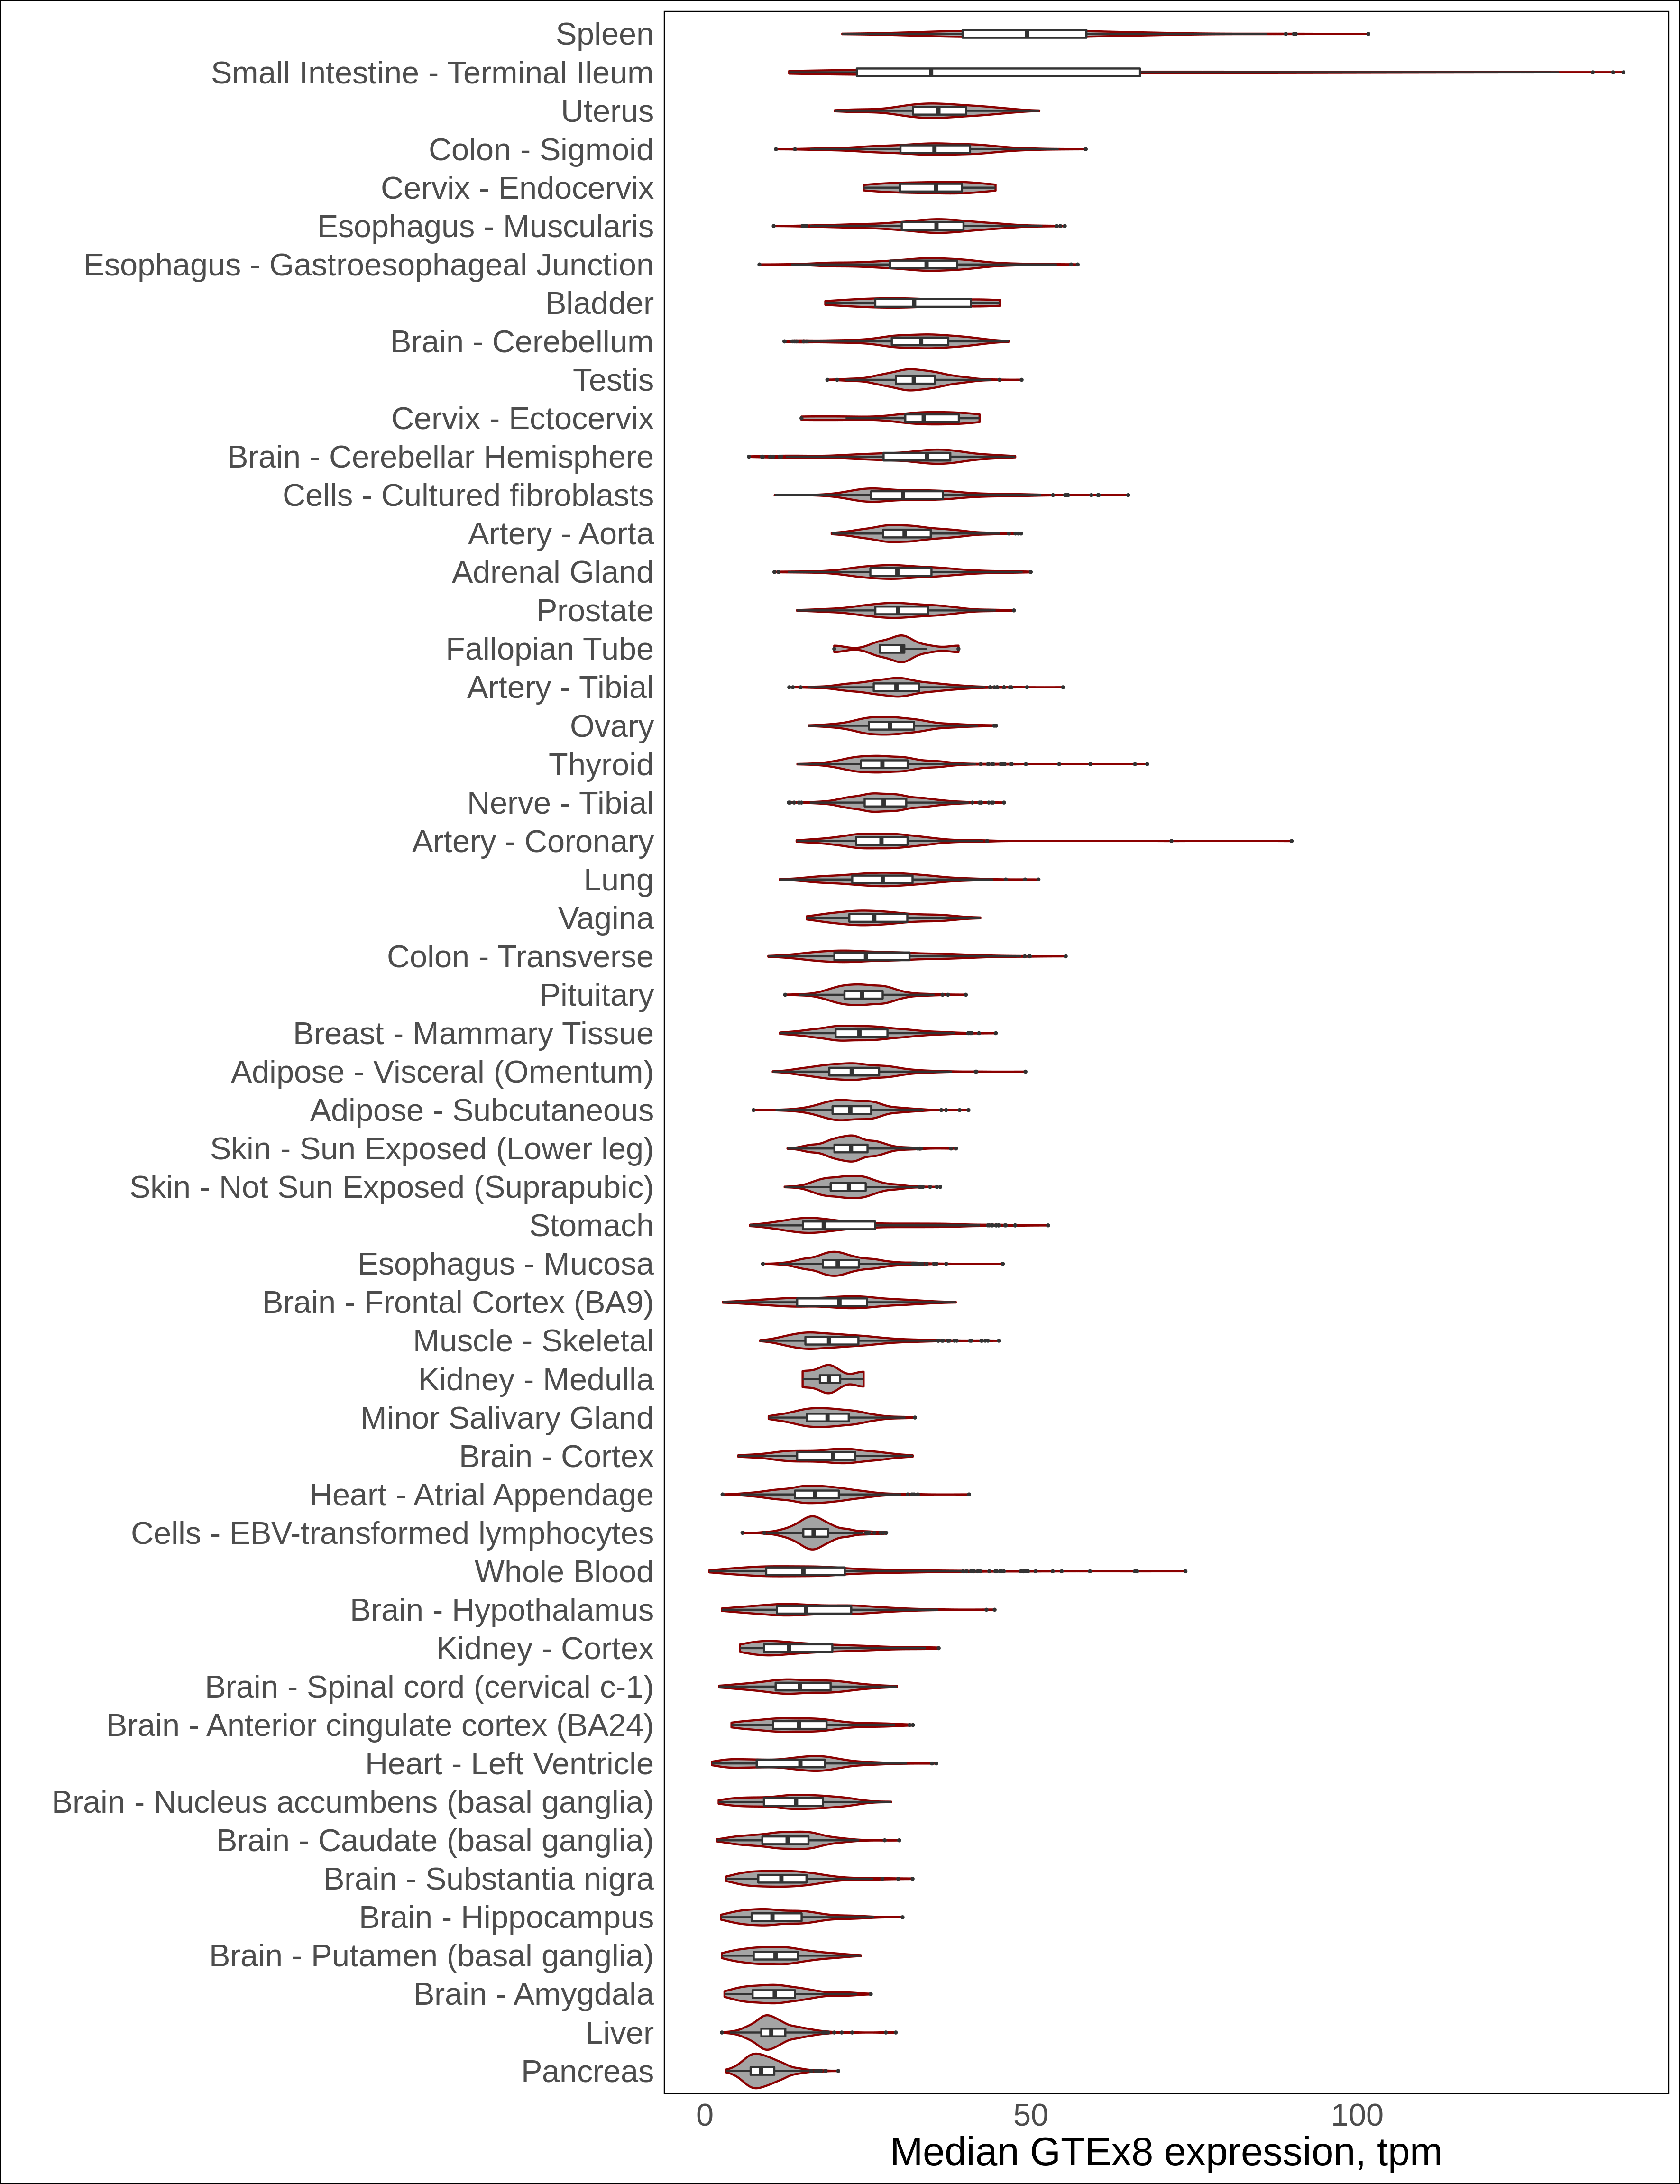 Spleen
Small Intestine - Terminal Ileum
Uterus
Colon - Sigmoid
Cervix - Endocervix
Esophagus - Muscularis
Esophagus - Gastroesophageal Junction
Bladder
Brain - Cerebellum
Testis
Cervix - Ectocervix
Brain - Cerebellar Hemisphere
Cells - Cultured fibroblasts
Artery - Aorta
Adrenal Gland
Prostate
Fallopian Tube
Artery - Tibial
Ovary
Thyroid
Nerve - Tibial
Artery - Coronary
Lung
Vagina
Colon - Transverse
Pituitary
Breast - Mammary Tissue
Adipose - Visceral (Omentum)
Adipose - Subcutaneous
Skin - Sun Exposed (Lower leg)
Skin - Not Sun Exposed (Suprapubic)
Stomach
Esophagus - Mucosa
Brain - Frontal Cortex (BA9)
Muscle - Skeletal
Kidney - Medulla
Minor Salivary Gland
Brain - Cortex
Heart - Atrial Appendage
Cells - EBV-transformed lymphocytes
Whole Blood
Brain - Hypothalamus
Kidney - Cortex
Brain - Spinal cord (cervical c-1)
Brain - Anterior cingulate cortex (BA24)
Heart - Left Ventricle
Brain - Nucleus accumbens (basal ganglia)
Brain - Caudate (basal ganglia)
Brain - Substantia nigra
Brain - Hippocampus
Brain - Putamen (basal ganglia)
Brain - Amygdala
Liver
Pancreas
0 50 100
Median GTEx8 expression, tpm